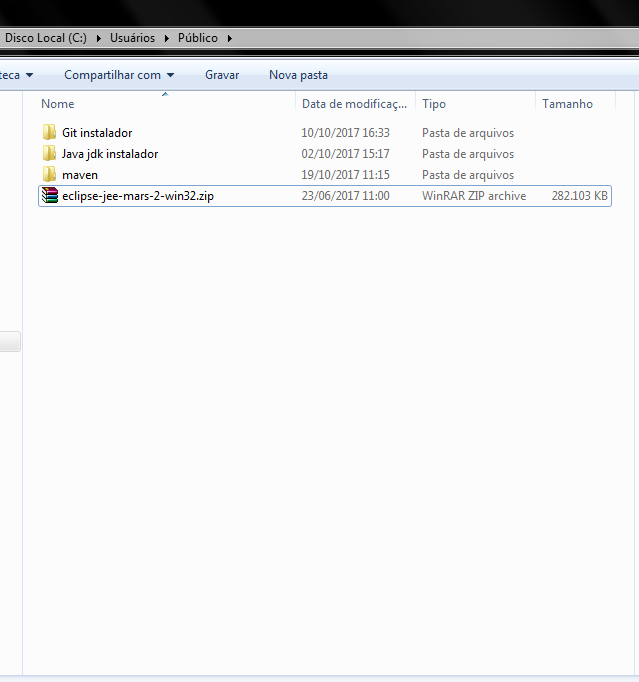 Disco Local (C:) Usuários Público
teca Compartilhar com Gravar Nova pasta
Nome Data de modificaç... Tipo Tamanho
Git instalador 10/10/2017 16:33 Pasta de arquivos
Java jdk instalador 02/10/2017 15:17 Pasta de arquivos
maven 19/10/2017 11:15 Pasta de arquivos
eclipse-jee-mars-2-win32.zip 23/06/2017 11:00 WinRAR ZIP archive 282.103 KB